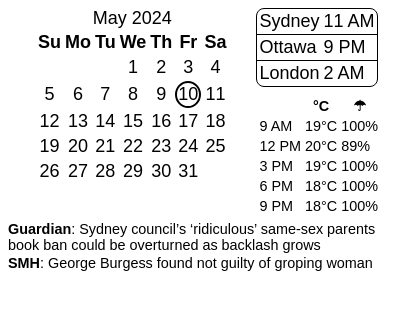 May 2024
Su Mo Tu We Th Fr Sa
1 2 3 4
5 6 7 8 9 10 11
12 13 14 15 16 17 18
19 20 21 22 23 24 25
26 27 28 29 30 31
Sydney 11 AM
Ottawa 9 PM
London 2 AM
°C ☂
9 AM 19°C 100%
12 PM 20°C 89%
3 PM 19°C 100%
6 PM 18°C 100%
9 PM 18°C 100%
Guardian: Sydney council’s ‘ridiculous’ same-sex parents
book ban could be overturned as backlash grows
SMH: George Burgess found not guilty of groping woman